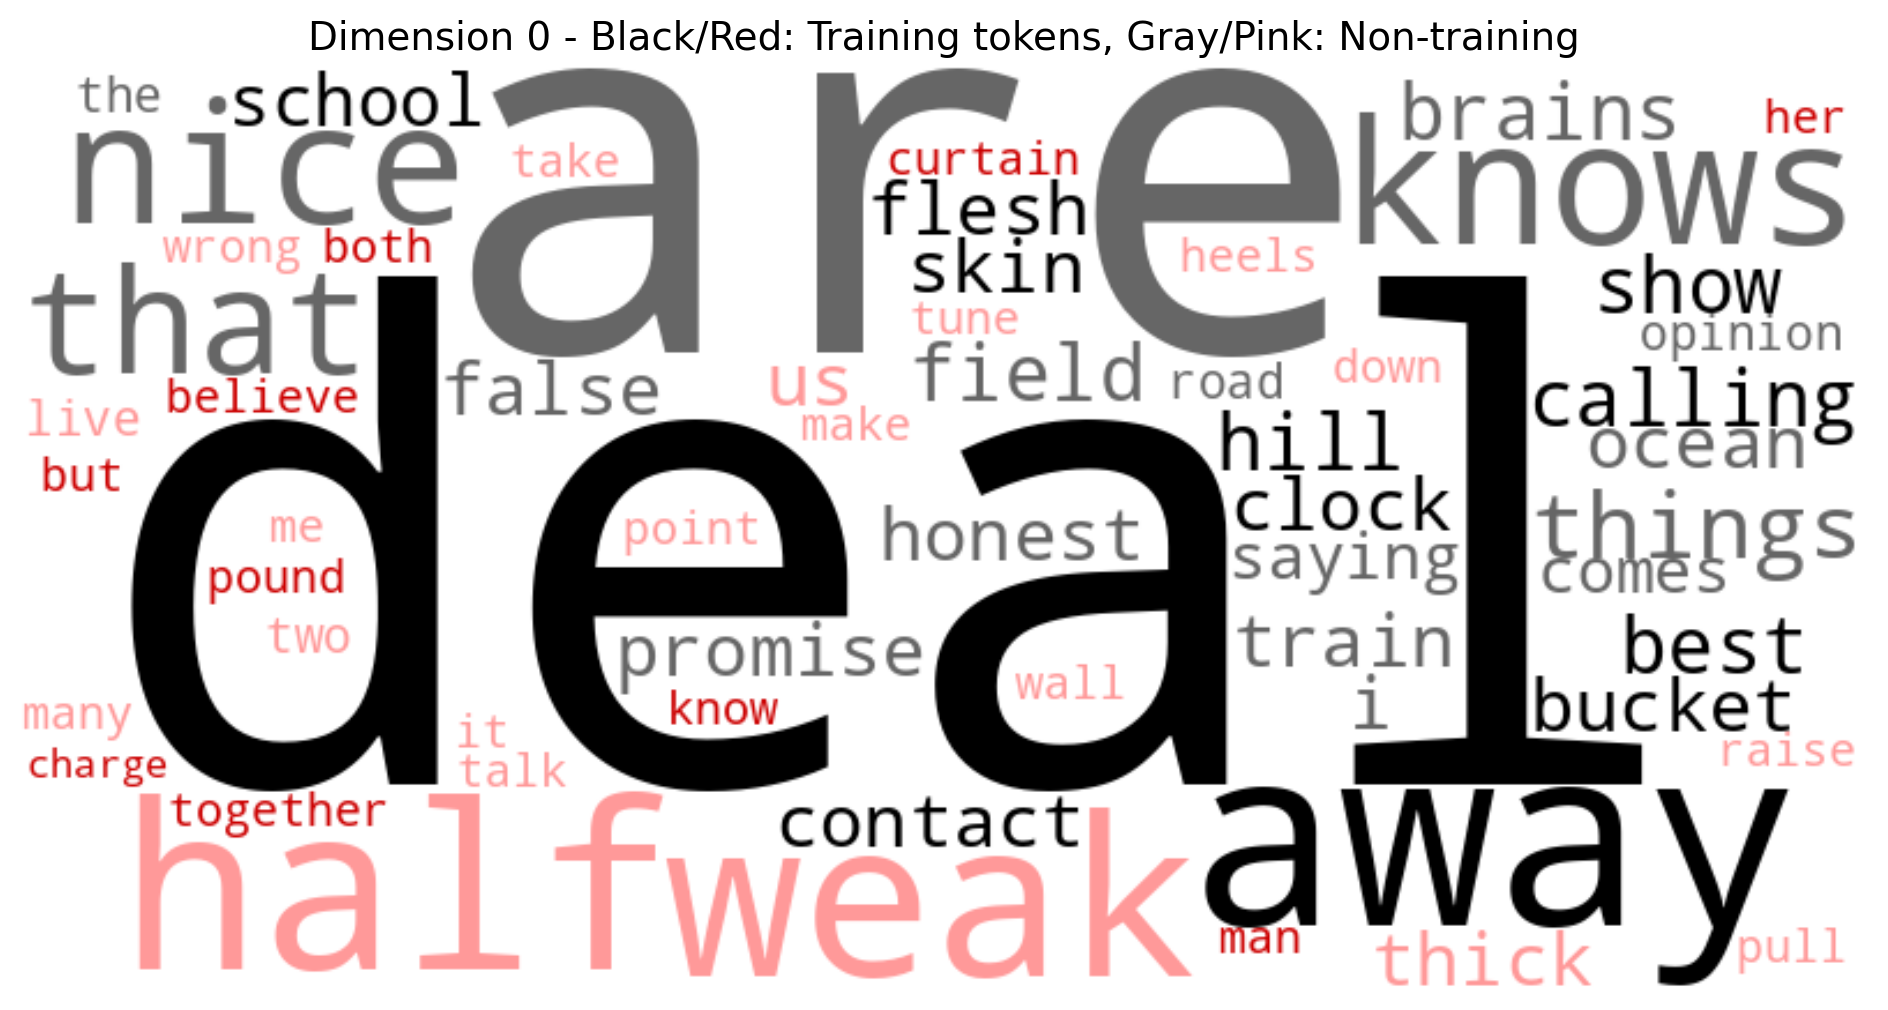 Dimension 0 - Black/Red: Training tokens, Gray/Pink: Non-training
the
school
are
brains
her
nice
take
curtain
knows
flesh
wrong
both
skin
heels
that
show
tune
opinion
false
us
field
road
down
believe
live
make
calling
deal
hill
ocean
but
clock
me
point
honest
things
saying
comes
pound
two
promise
train
best
wall
many
know
i
bucket
it
charge
talk
raise
together
contact
away
half
weak
man
thick
pull